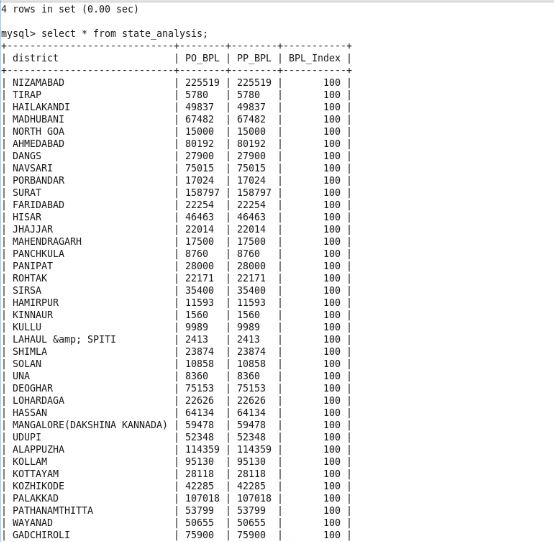 4 rows in set (0.00 sec)
mysql> select * from state_analysis;
+----------------------------+--------+--------+-----------+
| district                   | PO_BPL | PP_BPL | BPL_Index |
+----------------------------+--------+--------+-----------+
| NIZAMABAD                  | 225519 | 225519 |       100 |
| TIRAP                      | 5780   | 5780   |       100 |
| HAILAKANDI                 | 49837  | 49837  |       100 |
| MADHUBANI                  | 67482  | 67482  |       100 |
| NORTH GOA                  | 15000  | 15000  |       100 |
| AHMEDABAD                  | 80192  | 80192  |       100 |
| DANGS                      | 27900  | 27900  |       100 |
| NAVSARI                    | 75015  | 75015  |       100 |
| PORBANDAR                  | 17024  | 17024  |       100 |
| SURAT                      | 158797 | 158797 |       100 |
| FARIDABAD                  | 22254  | 22254  |       100 |
| HISAR                      | 46463  | 46463  |       100 |
| JHAJJAR                    | 22014  | 22014  |       100 |
| MAHENDRAGARH               | 17500  | 17500  |       100 |
| PANCHKULA                  | 8760   | 8760   |       100 |
| PANIPAT                    | 28000  | 28000  |       100 |
| ROHTAK                     | 22171  | 22171  |       100 |
| SIRSA                      | 35400  | 35400  |       100 |
| HAMIRPUR                   | 11593  | 11593  |       100 |
| KINNAUR                    | 1560   | 1560   |       100 |
| KULLU                      | 9989   | 9989   |       100 |
| LAHAUL &amp; SPITI         | 2413   | 2413   |       100 |
| SHIMLA                     | 23874  | 23874  |       100 |
| SOLAN                      | 10858  | 10858  |       100 |
| UNA                        | 8360   | 8360   |       100 |
| DEOGHAR                    | 75153  | 75153  |       100 |
| LOHARDAGA                  | 22626  | 22626  |       100 |
| HASSAN                     | 64134  | 64134  |       100 |
| MANGALORE(DAKSHINA KANNADA) | 59478  | 59478  |       100 |
| UDUPI                      | 52348  | 52348  |       100 |
| ALAPPUZHA                  | 114359 | 114359 |       100 |
| KOLLAM                     | 95130  | 95130  |       100 |
| KOTTAYAM                   | 28118  | 28118  |       100 |
| KOZHIKODE                  | 42285  | 42285  |       100 |
| PALAKKAD                   | 107018 | 107018 |       100 |
| PATHANAMTHITTA             | 53799  | 53799  |       100 |
| WAYANAD                    | 50655  | 50655  |       100 |
| GADCHIROLI                 | 75900  | 75900  |       100 |